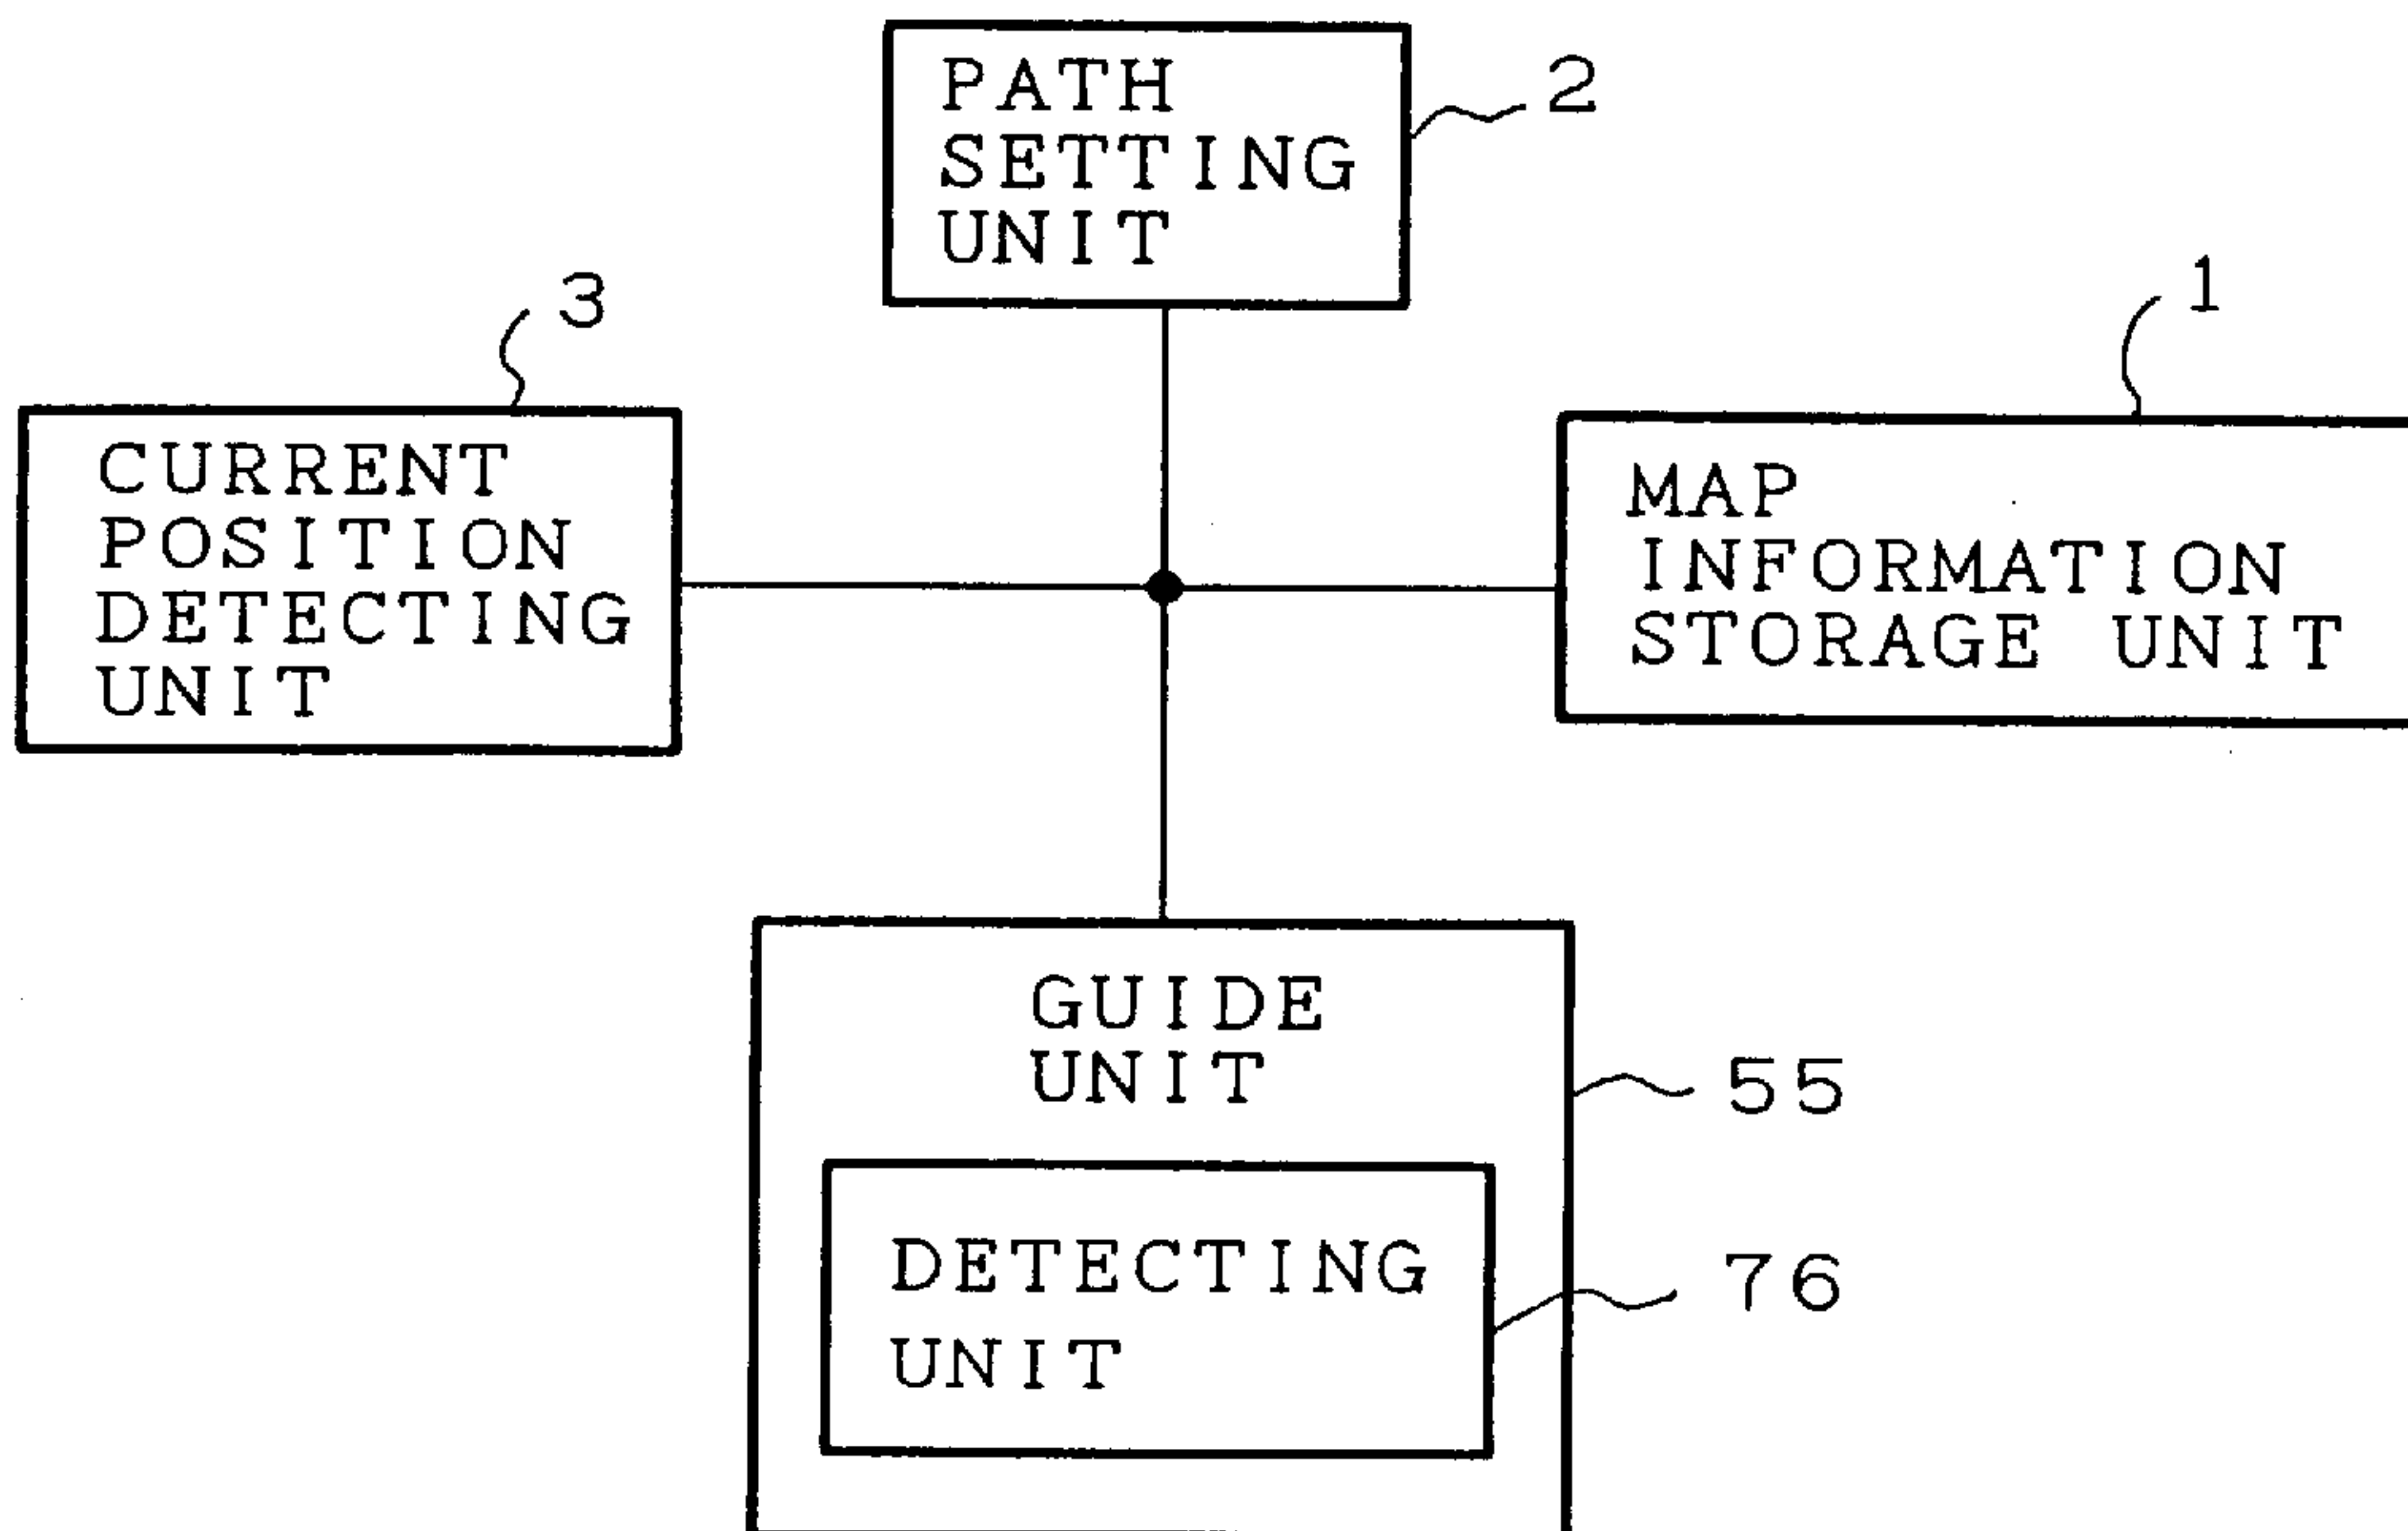 PATH
SETTING
UNIT
2
3
1
CURRENT
POSITION
DETECTING
UNIT
MAP
INFORMATION
STORAGE UNIT
GUIDE
UNIT
55
DETECTING
UNIT
76